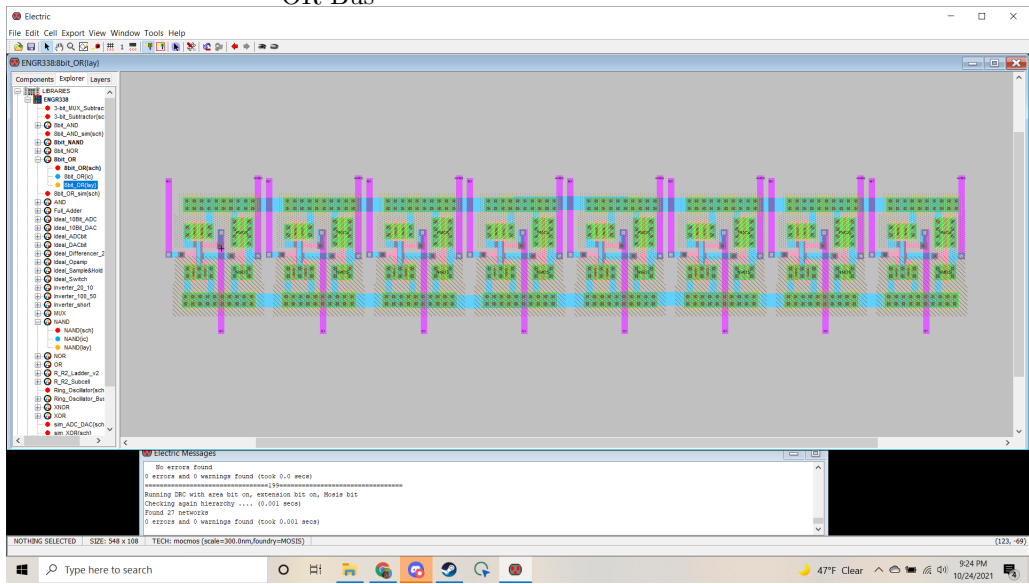 OR Bus
Electric
File Edit Cell Export View Window Tools Help
ENGR338:8bit_OR{lay}
Components Explorer Layers
LIBRARIES
ENGR338
3-bit_MUX_Subtrac
3-bit_Subtractor{sc
8bit_AND
8bit_AND_sim{sch}
8bit_NAND
8bit_NOR
8bit_OR
8bit_OR{sch}
8bit_OR{ic}
8bit_OR{lay}
8bit_OR_sim{sch}
AND
Full_Adder
Ideal_10Bit_ADC
Ideal_10Bit_DAC
Ideal_ADCbit
Ideal_DACbit
Ideal_Differencer_2
Ideal_Opamp
Ideal_Sample&Hold
Ideal_Switch
Inverter_20_10
Inverter_100_50
Inverter_short
MUX
NAND
NAND{sch}
NAND{ic}
NAND{lay}
NOR
OR
R_R2_Ladder_v2
R_R2_Subcell
Ring_Oscillator{sch
Ring_Oscillator_Bus
XNOR
XOR
sim_ADC_DAC{sch
sim_XOR{sch}
Electric Messages
No errors found
0 errors and 0 warnings found (took 0.0 secs)
================================199================================
Running DRC with area bit on, extension bit on, Mosis bit
Checking again hierarchy .... (0.001 secs)
Found 27 networks
0 errors and 0 warnings found (took 0.001 secs)
NOTHING SELECTED SIZE: 548 x 108 TECH: mocmos (scale=300.0nm,foundry=MOSIS) (123, -69)
Type here to search
47°F Clear
9:24 PM
10/24/2021
4